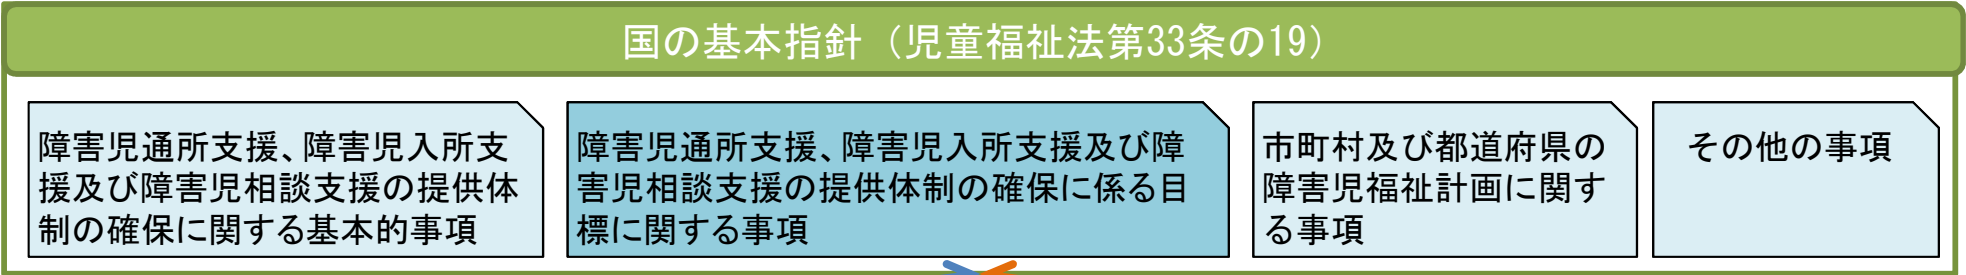 国の基本指針（児童福祉法第33条の19）
障害児通所支援、障害児入所支
援及び障害児相談支援の提供体
制の確保に関する基本的事項
障害児通所支援、障害児入所支援及び障
害児相談支援の提供体制の確保に係る目
標に関する事項
市町村及び都道府県の
障害児福祉計画に関す
る事項
その他の事項